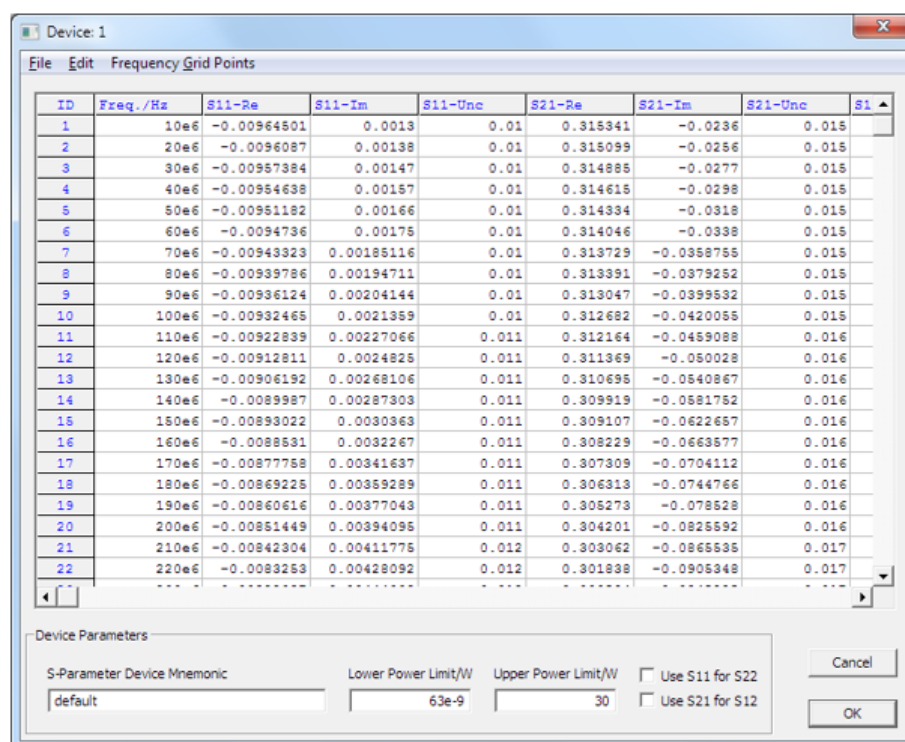 Device: 1
File Edit Frequency Grid Points
ID Freq./Hz S11-Re S11-Im S11-Unc S21-Re S21-Im S21-Unc S1
1 10e6 -0.00964501 0.0013 0.01 0.315341 -0.0236 0.015
2 20e6 -0.0096087 0.00138 0.01 0.315099 -0.0256 0.015
3 30e6 -0.00957384 0.00147 0.01 0.314885 -0.0277 0.015
4 40e6 -0.00954638 0.00157 0.01 0.314615 -0.0298 0.015
5 50e6 -0.00951182 0.00166 0.01 0.314334 -0.0318 0.015
6 60e6 -0.0094736 0.00175 0.01 0.314046 -0.0338 0.015
7 70e6 -0.00943323 0.00185116 0.01 0.313729 -0.0358755 0.015
8 80e6 -0.00939786 0.00194711 0.01 0.313391 -0.0379252 0.015
9 90e6 -0.00936124 0.00204144 0.01 0.313047 -0.0399532 0.015
10 100e6 -0.00932465 0.0021359 0.01 0.312682 -0.0420055 0.015
11 110e6 -0.00922839 0.00227066 0.011 0.312164 -0.0459088 0.016
12 120e6 -0.00912811 0.0024825 0.011 0.311369 -0.050028 0.016
13 130e6 -0.00906192 0.00268106 0.011 0.310695 -0.0540867 0.016
14 140e6 -0.0089987 0.00287303 0.011 0.309919 -0.0581752 0.016
15 150e6 -0.00893022 0.0030363 0.011 0.309107 -0.0622657 0.016
16 160e6 -0.0088531 0.0032267 0.011 0.308229 -0.0663577 0.016
17 170e6 -0.00877758 0.00341637 0.011 0.307309 -0.0704112 0.016
18 180e6 -0.00869225 0.00359289 0.011 0.306313 -0.0744766 0.016
19 190e6 -0.00860616 0.00377043 0.011 0.305273 -0.078528 0.016
20 200e6 -0.00851449 0.00394095 0.011 0.304201 -0.0825592 0.016
21 210e6 -0.00842304 0.00411775 0.012 0.303062 -0.0865535 0.017
22 220e6 -0.0083253 0.00428092 0.012 0.301838 -0.0905348 0.017
Device Parameters
S-Parameter Device Mnemonic Lower Power Limit/W Upper Power Limit/W Use S11 for S22 Cancel
default 63e-9 30 Use S21 for S12 OK